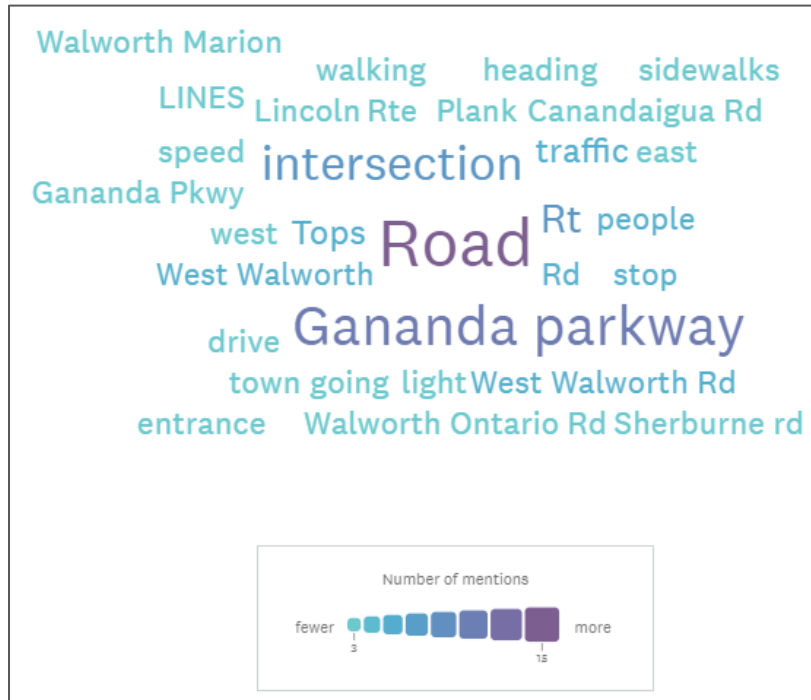 Walworth Marion
walking heading sidewalks
LINES
Lincoln Rte Plank Canandaigua Rd
speed intersection traffic east
Gananda Pkwy
west Tops Road Rt people
West Walworth Rd stop
drive Gananda parkway
town going light West Walworth Rd
entrance Walworth Ontario Rd Sherburne rd
Number of mentions
fewer more
3 15